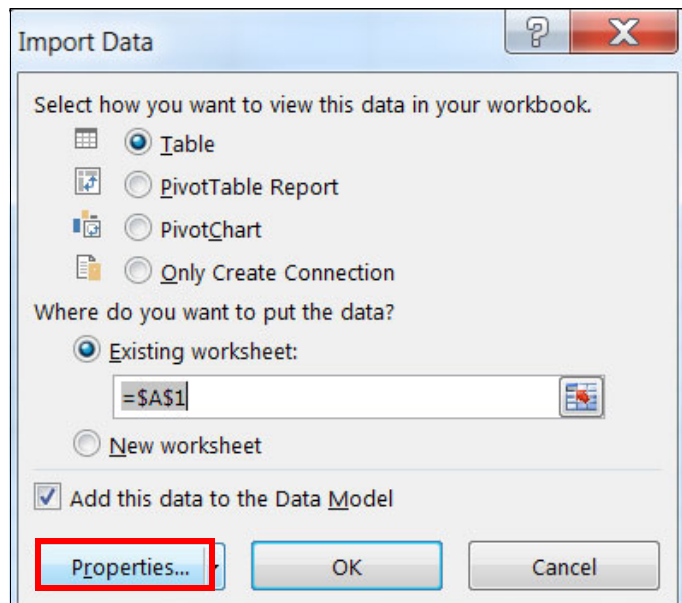 Import Data
?
X
Select how you want to view this data in your workbook.
Table
PivotTable Report
PivotChart
Only Create Connection
Where do you want to put the data?
Existing worksheet:
=$A$1
New worksheet
Add this data to the Data Model
Properties... OK Cancel